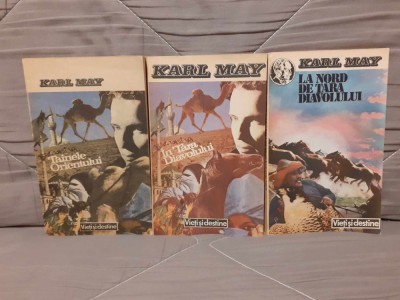 KARL MAY
Tainele
Orientului
Vieți și destine
KARL MAY
În Țara
Diavolului
Vieți și destine
KARL MAY
LA NORD
DE ȚARA
DIAVOLULUI
Vieți și destine